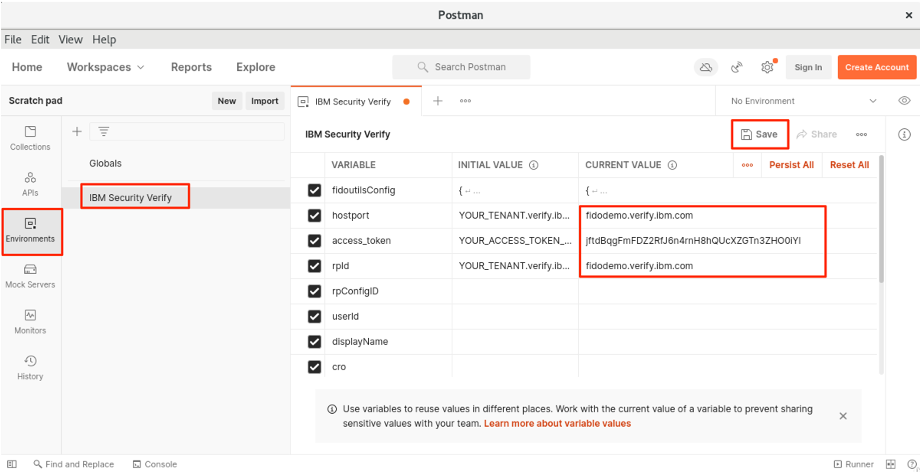 Postman
File Edit View Help
Home Workspaces Reports Explore Search Postman Sign In Create Account
Scratch pad New Import
IBM Security Verify
No Environment
Collections
APIs
Environments
Mock Servers
Monitors
History
Globals
IBM Security Verify
IBM Security Verify Save Share
VARIABLE INITIAL VALUE CURRENT VALUE Persist All Reset All
fidoutilsConfig { ↵ ... { ↵ ...
hostport YOUR_TENANT.verify.ib... fidodemo.verify.ibm.com
access_token YOUR_ACCESS_TOKEN_... jftdBqgFmFDZ2RfJ6n4rnH8hQUcXZGTn3ZHO0IYI
rpId YOUR_TENANT.verify.ib... fidodemo.verify.ibm.com
rpConfigID
userId
displayName
cro
Use variables to reuse values in different places. Work with the current value of a variable to prevent sharing
sensitive values with your team. Learn more about variable values
Find and Replace Console Runner